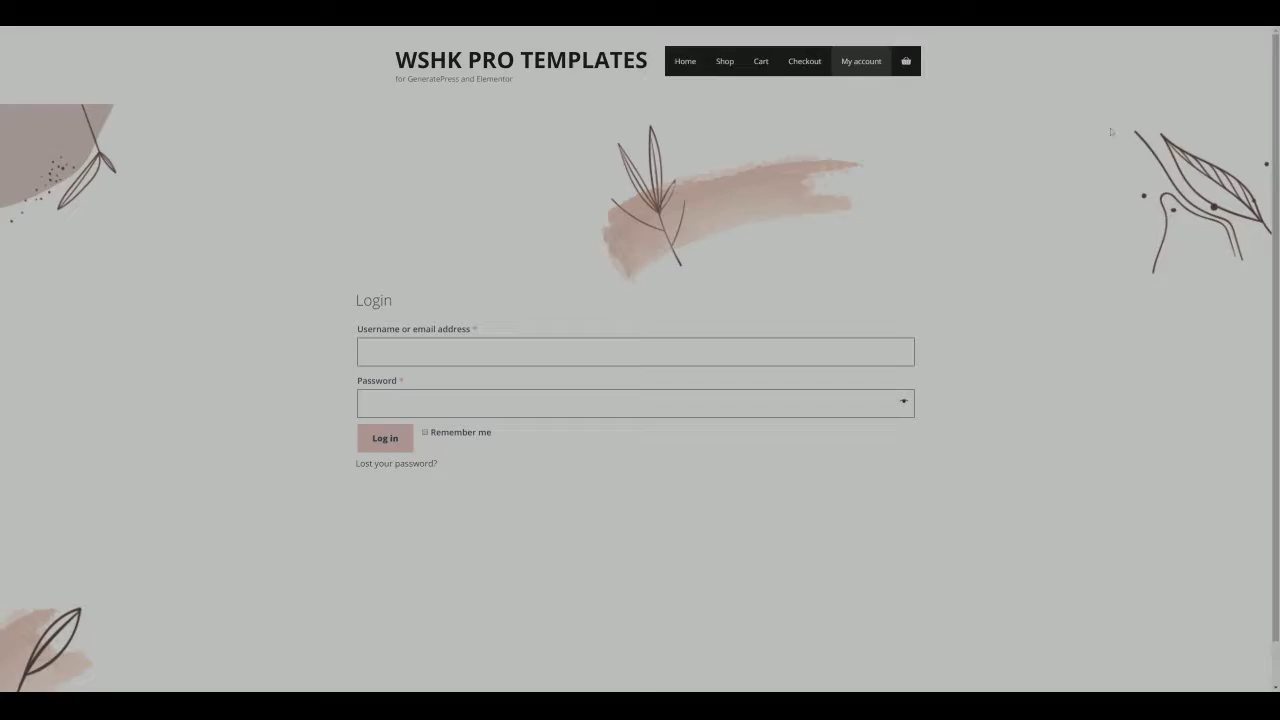 WSHK PRO TEMPLATES
for GeneratePress and Elementor
Home Shop Cart Checkout My account
Login
Username or email address *
Password *
Log in Remember me
Lost your password?